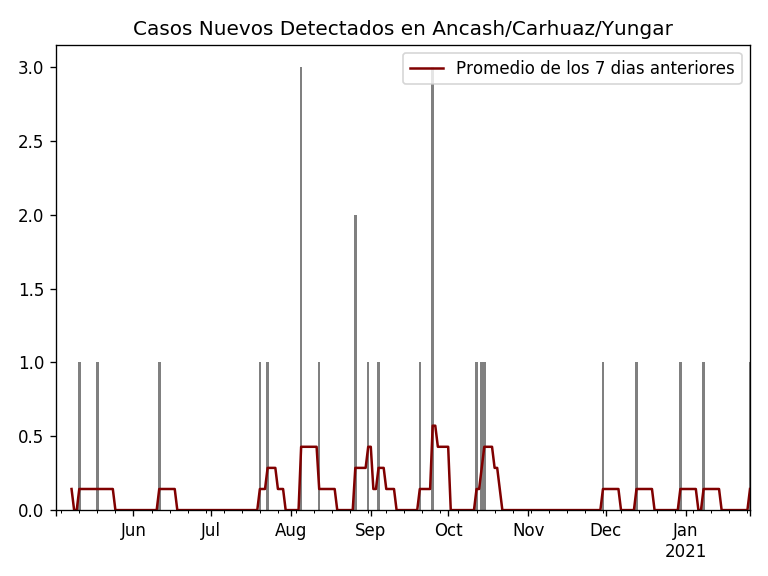 Casos Nuevos Detectados en Ancash/Carhuaz/Yungar
Promedio de los 7 dias anteriores
3.0
2.5
2.0
1.5
1.0
0.5
0.0
Jun Jul Aug Sep Oct Nov Dec Jan
2021